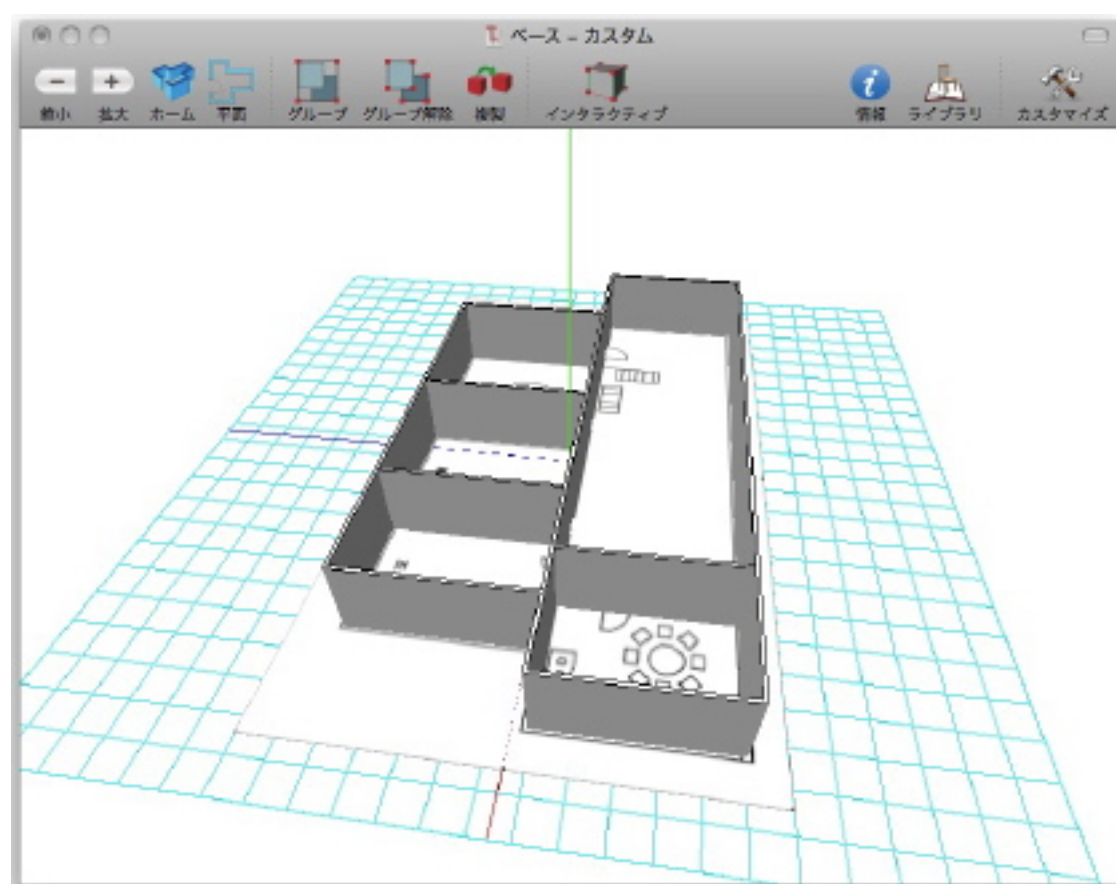 ベース – カスタム
縮小 拡大 ホーム 平面 グループ グループ解除 複製 インタラクティブ 情報 ライブラリ カスタマイズ